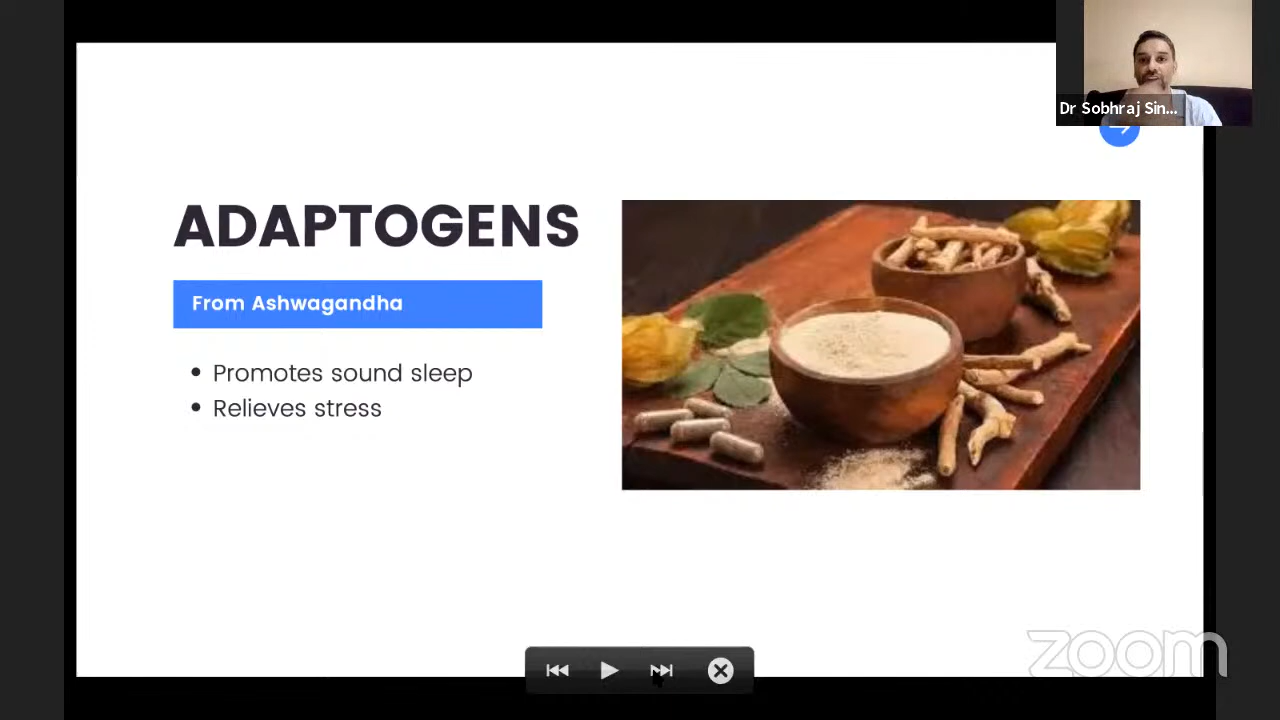 Dr Sobhraj Sin...
ADAPTOGENS
From Ashwagandha
• Promotes sound sleep
• Relieves stress
zoom